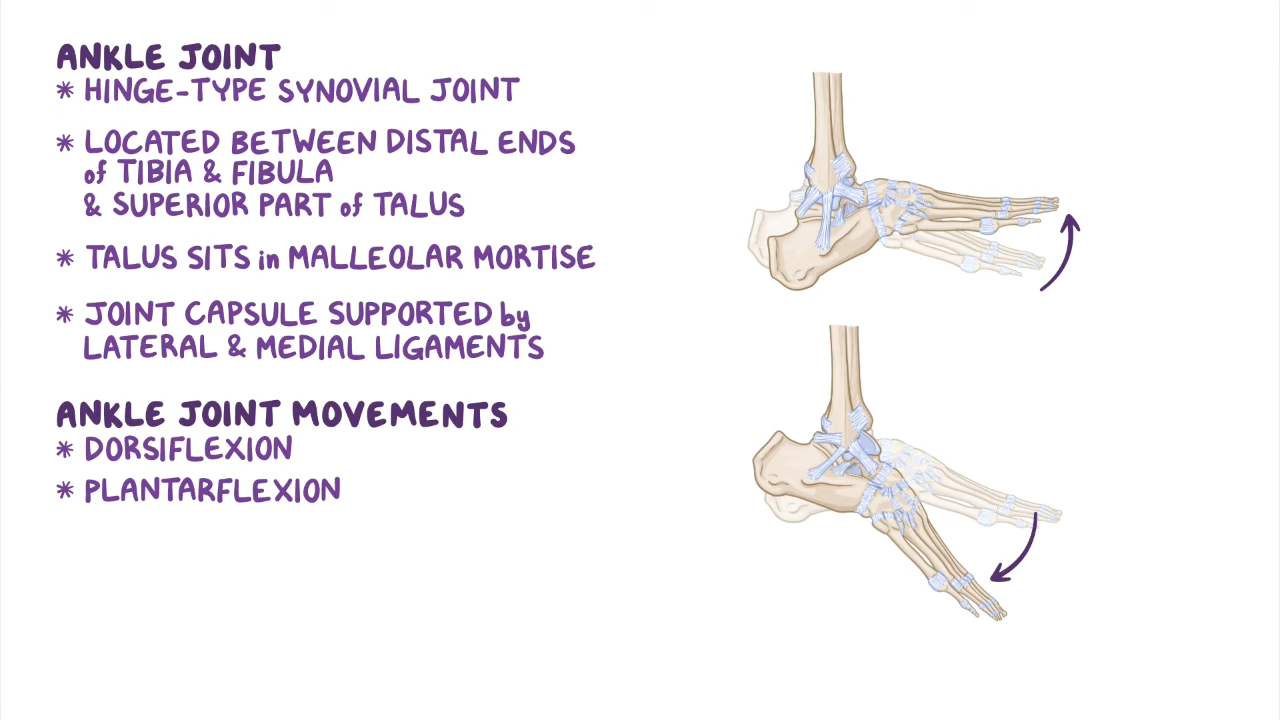 ANKLE JOINT
* HINGE-TYPE SYNOVIAL JOINT
* LOCATED BETWEEN DISTAL ENDS
of TIBIA & FIBULA
& SUPERIOR PART of TALUS
* TALUS SITS in MALLEOLAR MORTISE
* JOINT CAPSULE SUPPORTED by
LATERAL & MEDIAL LIGAMENTS
ANKLE JOINT MOVEMENTS
* DORSIFLEXION
* PLANTARFLEXION